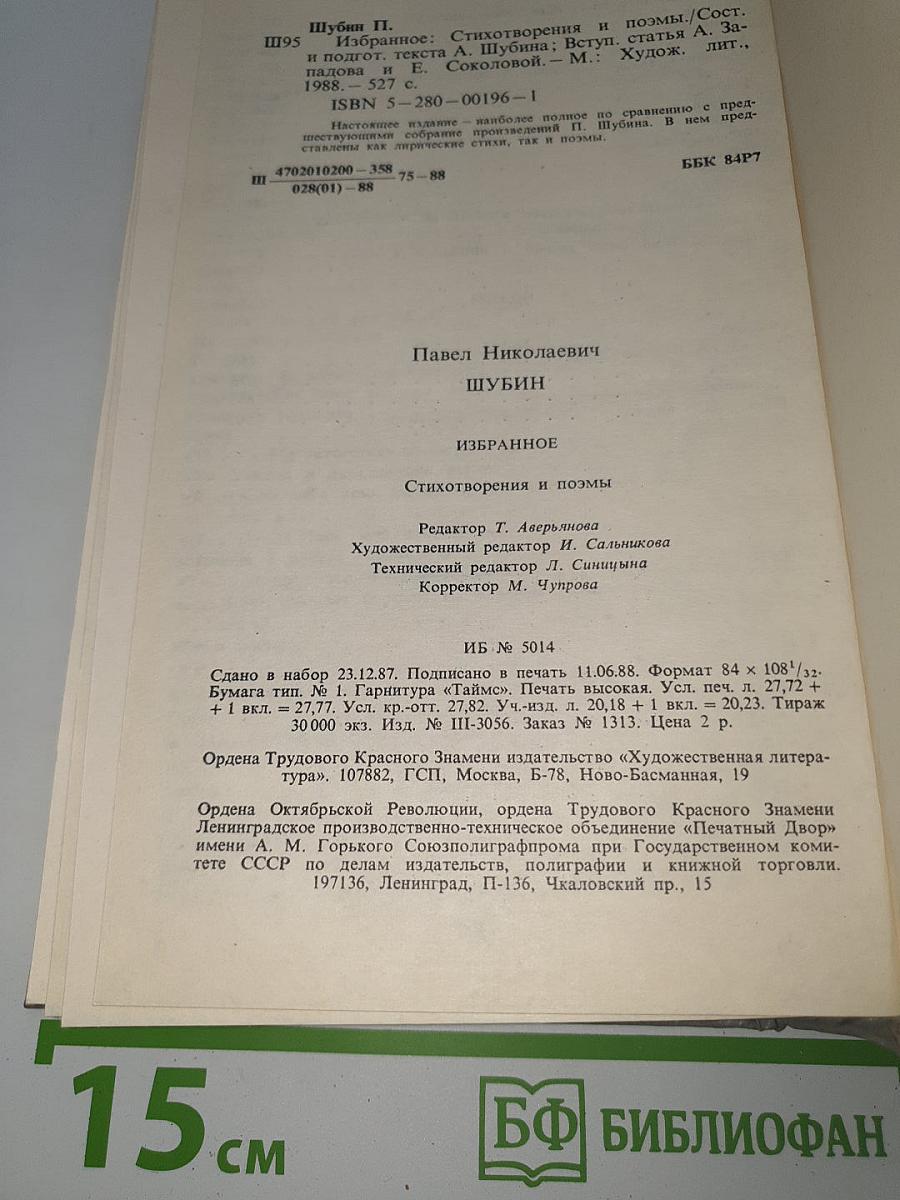 Шубин П.
Ш95 Избранное: Стихотворения и поэмы./Сост.
и подгот. текста А. Шубина; Вступ. статья А. За-
падова и Е. Соколовой. — М.: Худож. лит.,
1988. — 527 с.
ISBN 5—280—00196—1
Настоящее издание — наиболее полное по сравнению с пред-
шествующими собрание произведений П. Шубина. В нем пред-
ставлены как лирические стихи, так и поэмы.
Ш 4702010200—358 75—88
028(01)—88
ББК 84Р7
Павел Николаевич
ШУБИН
ИЗБРАННОЕ
Стихотворения и поэмы
Редактор Т. Аверьянова
Художественный редактор И. Сальникова
Технический редактор Л. Синицына
Корректор М. Чупрова
ИБ № 5014
Сдано в набор 23.12.87. Подписано в печать 11.06.88. Формат 84 × 108¹/₃₂.
Бумага тип. № 1. Гарнитура «Таймс». Печать высокая. Усл. печ. л. 27,72 +
+ 1 вкл. = 27,77. Усл. кр.-отт. 27,82. Уч.-изд. л. 20,18 + 1 вкл. = 20,23. Тираж
30 000 экз. Изд. № III-3056. Заказ № 1313. Цена 2 р.
Ордена Трудового Красного Знамени издательство «Художественная литера-
тура». 107882, ГСП, Москва, Б-78, Ново-Басманная, 19
Ордена Октябрьской Революции, ордена Трудового Красного Знамени
Ленинградское производственно-техническое объединение «Печатный Двор»
имени А. М. Горького Союзполиграфпрома при Государственном коми-
тете СССР по делам издательств, полиграфии и книжной торговли.
197136, Ленинград, П-136, Чкаловский пр., 15
15 см
БФ БИБЛИОФАН